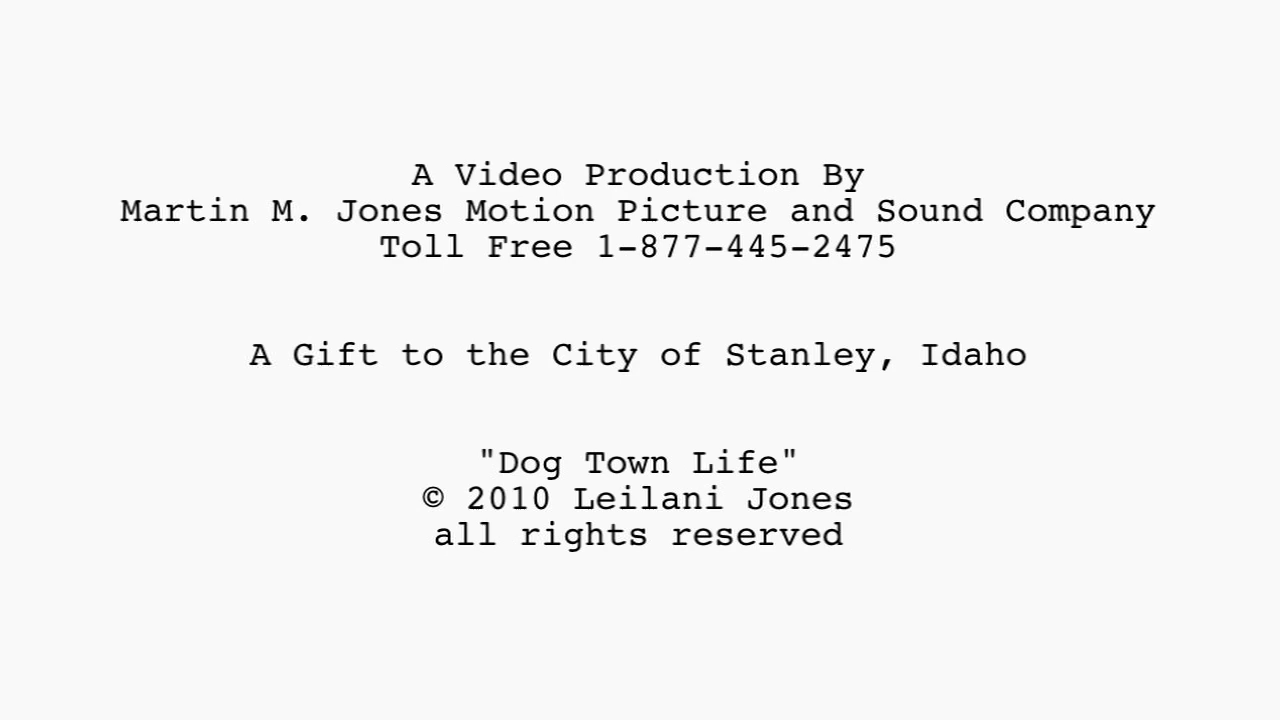 A Video Production By
Martin M. Jones Motion Picture and Sound Company
Toll Free 1-877-445-2475
A Gift to the City of Stanley, Idaho
"Dog Town Life"
© 2010 Leilani Jones
all rights reserved